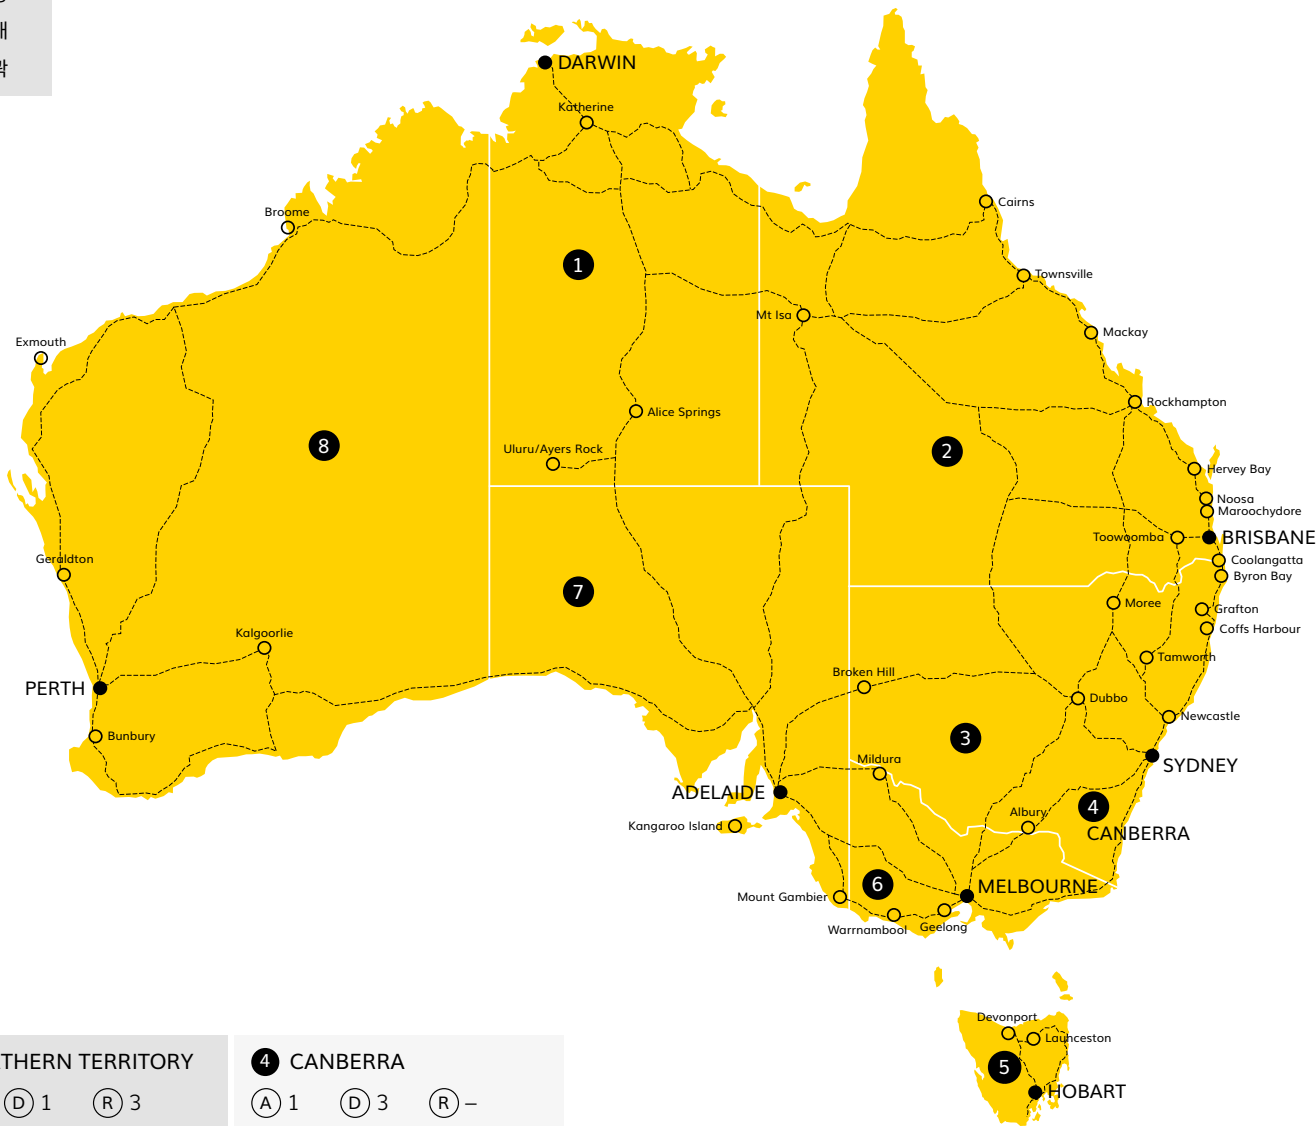 DARWIN
Katherine
Cairns
Broome
1
Townsville
Mt Isa
Mackay
Exmouth
Rockhampton
Alice Springs
8
Uluru/Ayers Rock
2
Hervey Bay
Noosa
Maroochydore
Toowoomba
BRISBANE
Geraldton
Coolangatta
Byron Bay
7
Moree
Grafton
Coffs Harbour
Kalgoorlie
Tamworth
Broken Hill
PERTH
Dubbo
Newcastle
Bunbury
3
Mildura
SYDNEY
ADELAIDE
4
Albury
Kangaroo Island
CANBERRA
6
MELBOURNE
Mount Gambier
Warrnambool
Geelong
Devonport
Launceston
5
HOBART
THERN TERRITORY
D 1 R 3
4 CANBERRA
A 1 D 3 R –